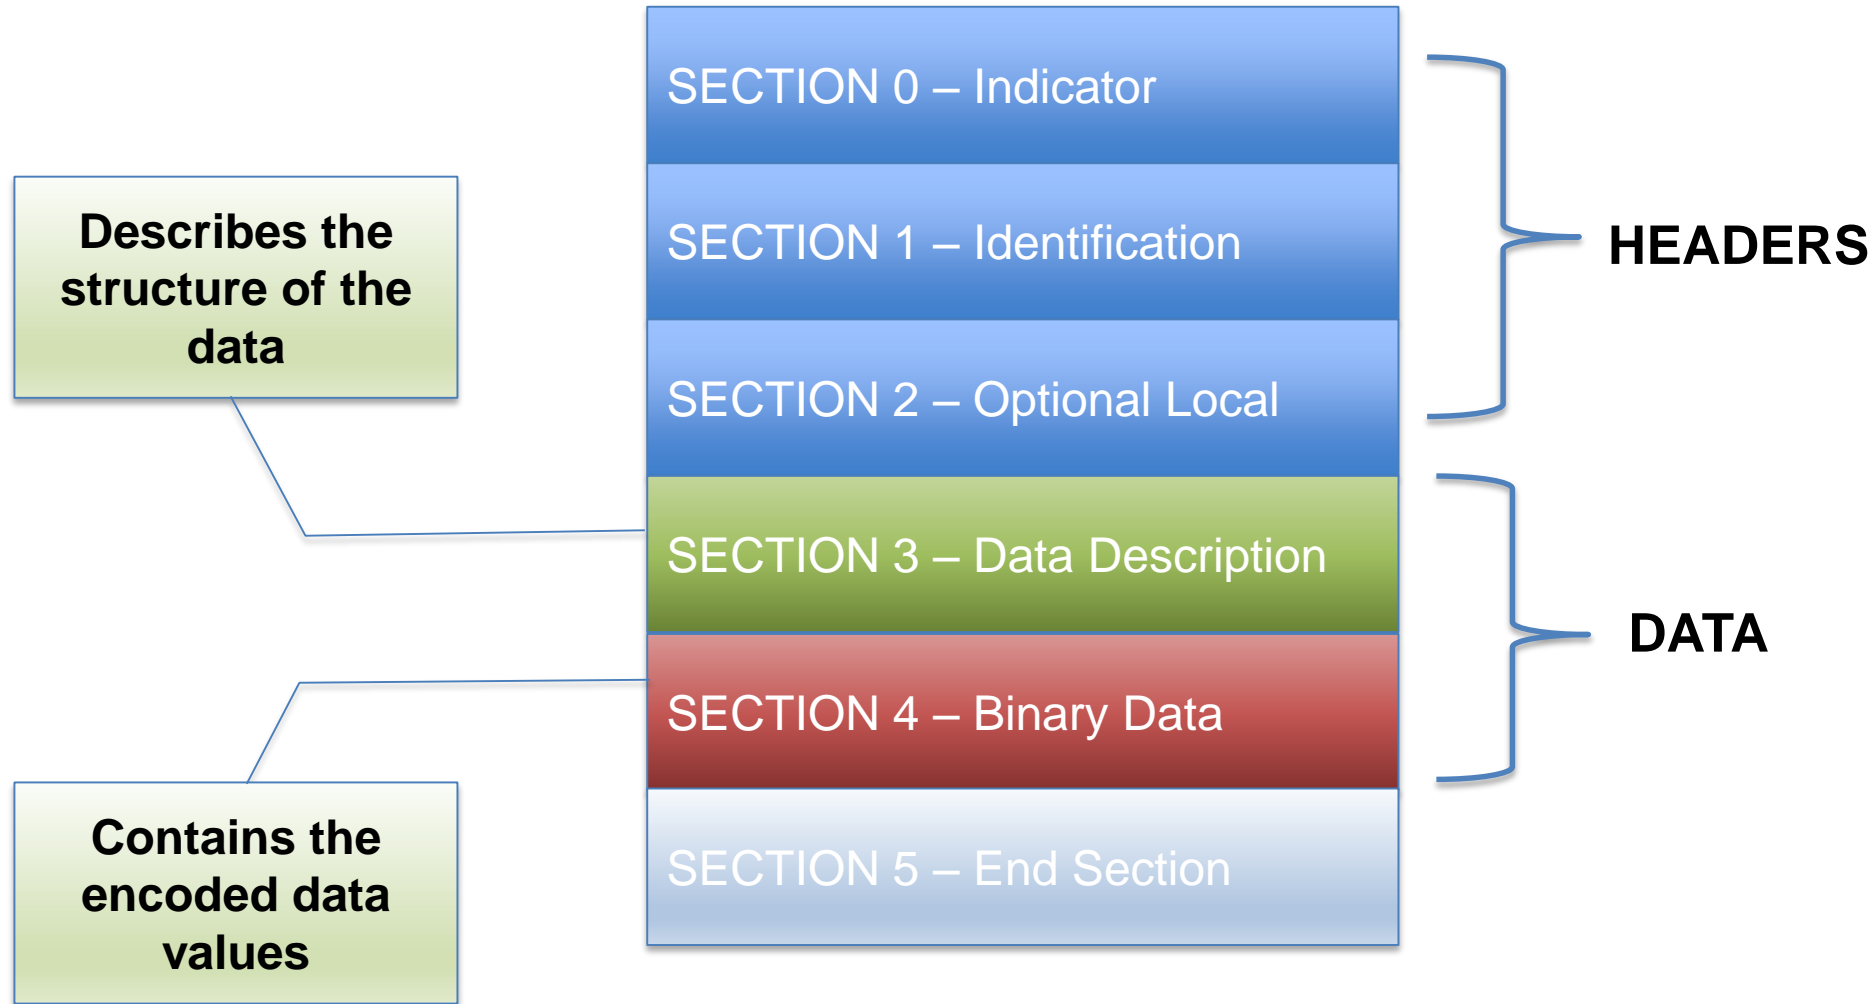 SECTION 0 – Indicator
SECTION 1 – Identification
SECTION 2 – Optional Local
SECTION 3 – Data Description
SECTION 4 – Binary Data
SECTION 5 – End Section
Describes the
structure of the
data
Contains the
encoded data
values
HEADERS
DATA